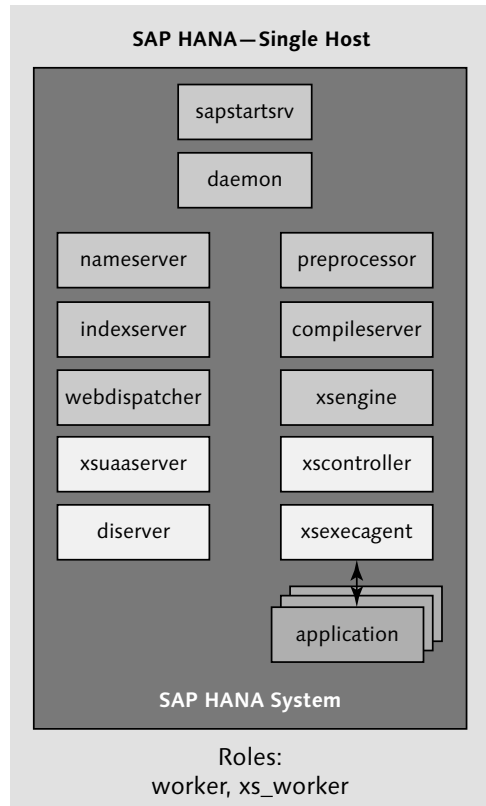 SAP HANA—Single Host
sapstartsrv
daemon
nameserver
preprocessor
indexserver
compileserver
webdispatcher
xsengine
xsuaaserver
xscontroller
diserver
xsexecagent
application
SAP HANA System
Roles:
worker, xs_worker